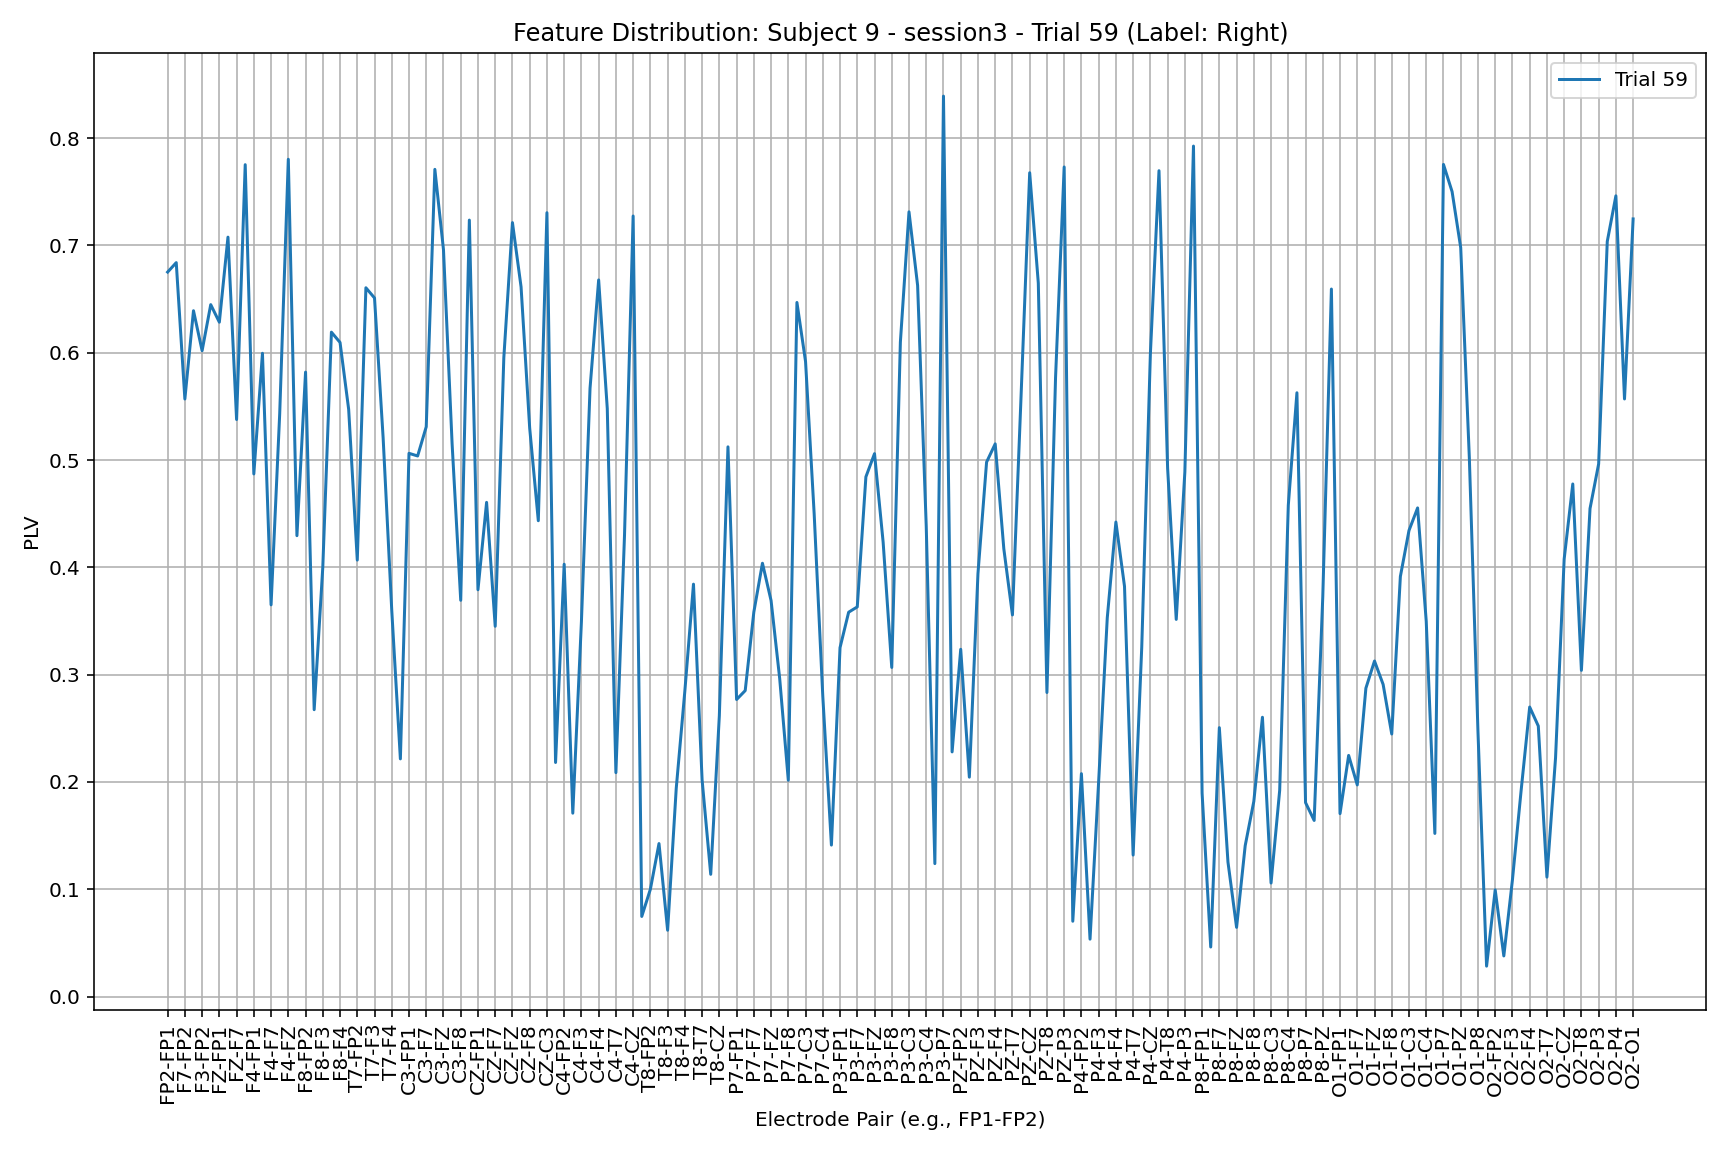 Feature Distribution: Subject 9 - session3 - Trial 59 (Label: Right)
Trial 59
0.8
0.7
0.6
0.5
0.4
0.3
0.2
0.1
0.0
PLV
FP2-FP1
F7-FP2
F3-FP2
FZ-FP1
FZ-F7
F4-FP1
F4-F7
F4-FZ
F8-FP2
F8-F3
F8-F4
T7-FP2
T7-F3
T7-F4
C3-FP1
C3-F7
C3-FZ
C3-F8
CZ-FP1
CZ-F7
CZ-FZ
CZ-F8
CZ-C3
C4-FP2
C4-F3
C4-F4
C4-T7
C4-CZ
T8-FP2
T8-F3
T8-F4
T8-T7
T8-CZ
P7-FP1
P7-F7
P7-FZ
P7-F8
P7-C3
P7-C4
P3-FP1
P3-F7
P3-FZ
P3-F8
P3-C3
P3-C4
P3-P7
PZ-FP2
PZ-F3
PZ-F4
PZ-T7
PZ-CZ
PZ-T8
PZ-P3
P4-FP2
P4-F3
P4-F4
P4-T7
P4-CZ
P4-T8
P4-P3
P8-FP1
P8-F7
P8-FZ
P8-F8
P8-C3
P8-C4
P8-P7
P8-PZ
O1-FP1
O1-F7
O1-FZ
O1-F8
O1-C3
O1-C4
O1-P7
O1-PZ
O1-P8
O2-FP2
O2-F3
O2-F4
O2-T7
O2-CZ
O2-T8
O2-P3
O2-P4
O2-O1
Electrode Pair (e.g., FP1-FP2)